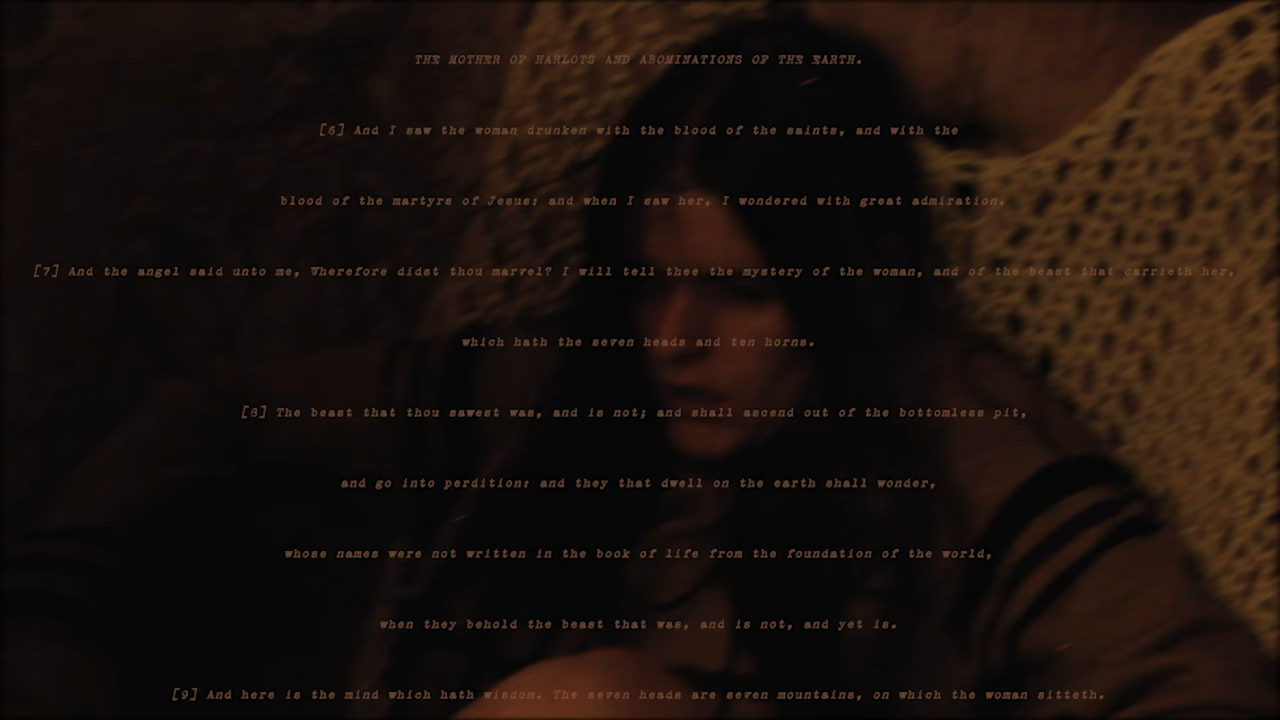 THE MOTHER OF HARLOTS AND ABOMINATIONS OF THE EARTH.
[6] And I saw the woman drunken with the blood of the saints, and with the
blood of the martyrs of Jesus: and when I saw her, I wondered with great admiration.
[7] And the angel said unto me, Wherefore didst thou marvel? I will tell thee the mystery of the woman, and of the beast that carrieth her,
which hath the seven heads and ten horns.
[8] The beast that thou sawest was, and is not; and shall ascend out of the bottomless pit,
and go into perdition: and they that dwell on the earth shall wonder,
whose names were not written in the book of life from the foundation of the world,
when they behold the beast that was, and is not, and yet is.
[9] And here is the mind which hath wisdom. The seven heads are seven mountains, on which the woman sitteth.